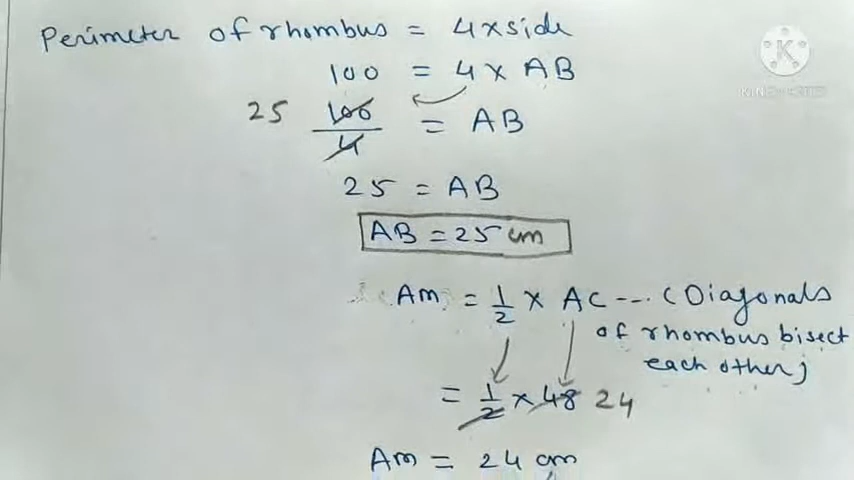 Perimeter of rhombus = 4×side
100 = 4× AB
25 100/4 = AB
25 = AB
AB = 25 cm
Am = 1/2 × AC --- (Diagonals
of rhombus bisect
each other)
= 1/2 × 48 24
Am = 24 cm